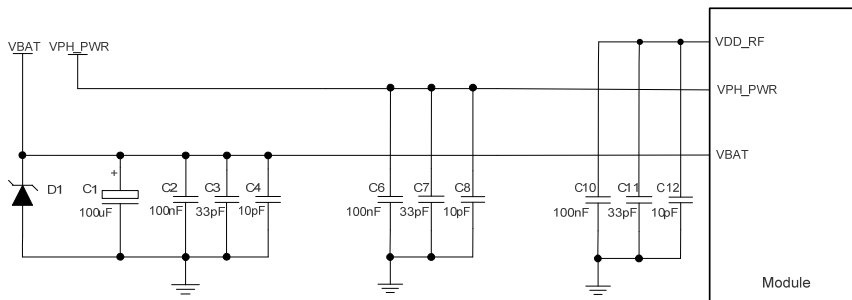 VBAT VPH_PWR
VDD_RF
VPH_PWR
VBAT
+
D1 C1 100uF C2 100nF C3 33pF C4 10pF
C6 100nF C7 33pF C8 10pF
C10 100nF C11 33pF C12 10pF
Module